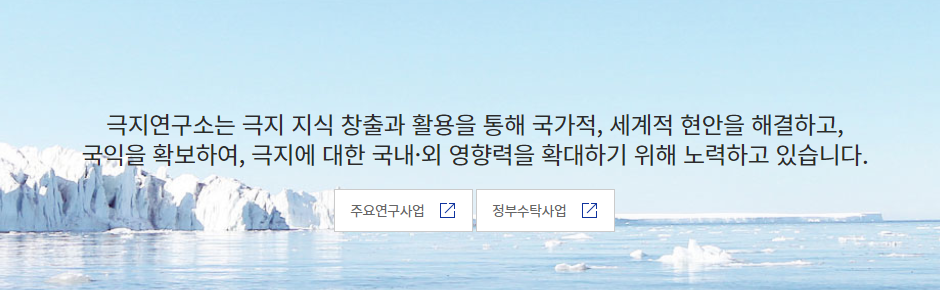 극지연구소는 극지 지식 창출과 활용을 통해 국가적, 세계적 현안을 해결하고,
국익을 확보하여, 극지에 대한 국내·외 영향력을 확대하기 위해 노력하고 있습니다.
주요연구사업
정부수탁사업